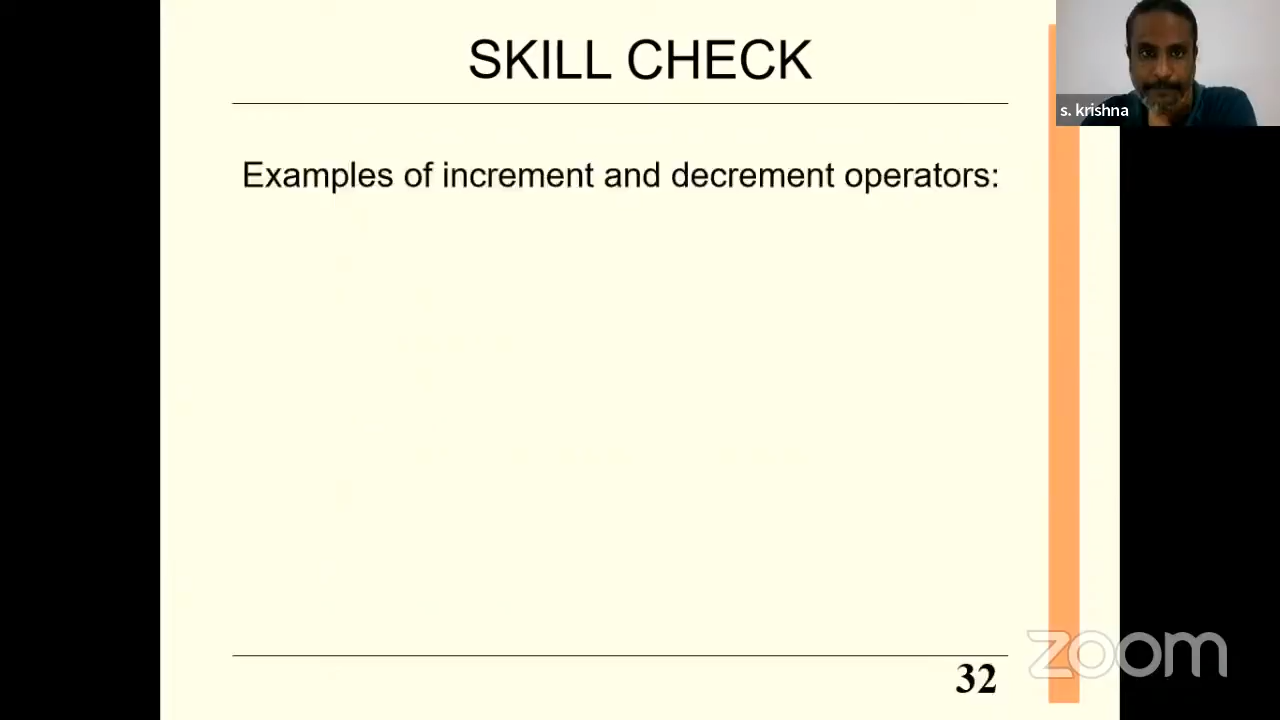 SKILL CHECK
s. krishna
Examples of increment and decrement operators:
32
zoom